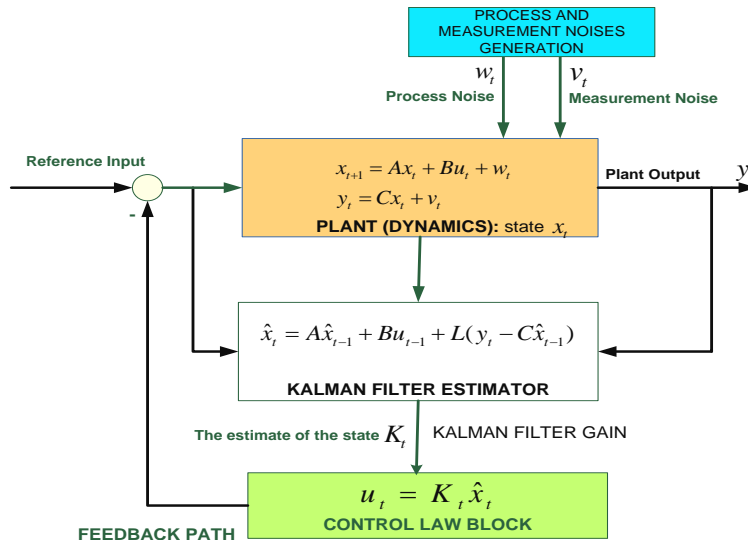 PROCESS AND
MEASUREMENT NOISES
GENERATION
w_t
v_t
Process Noise
Measurement Noise
Reference Input
x_{t+1} = Ax_t + Bu_t + w_t
y_t = Cx_t + v_t
PLANT (DYNAMICS): state x_t
Plant Output
y
-
x̂_t = Ax̂_{t-1} + Bu_{t-1} + L(y_t - Cx̂_{t-1})
KALMAN FILTER ESTIMATOR
The estimate of the state K_t KALMAN FILTER GAIN
u_t = K_t x̂_t
CONTROL LAW BLOCK
FEEDBACK PATH